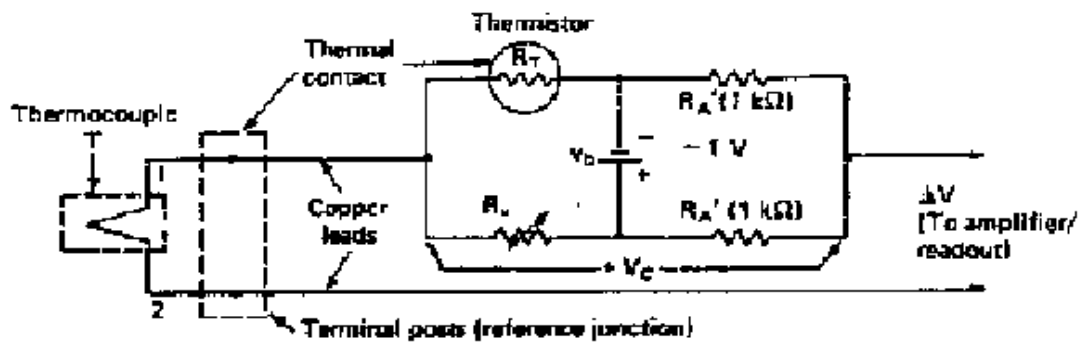 Thermistor
Thermal
contact
R_T
Thermocouple
R_A' (1 kΩ)
1
v_b
−
~ 1 V
+
Copper
leads
R_v
R_A' (1 kΩ)
ΔV
(To amplifier/
readout)
+ V_C −
2
Terminal posts (reference junction)